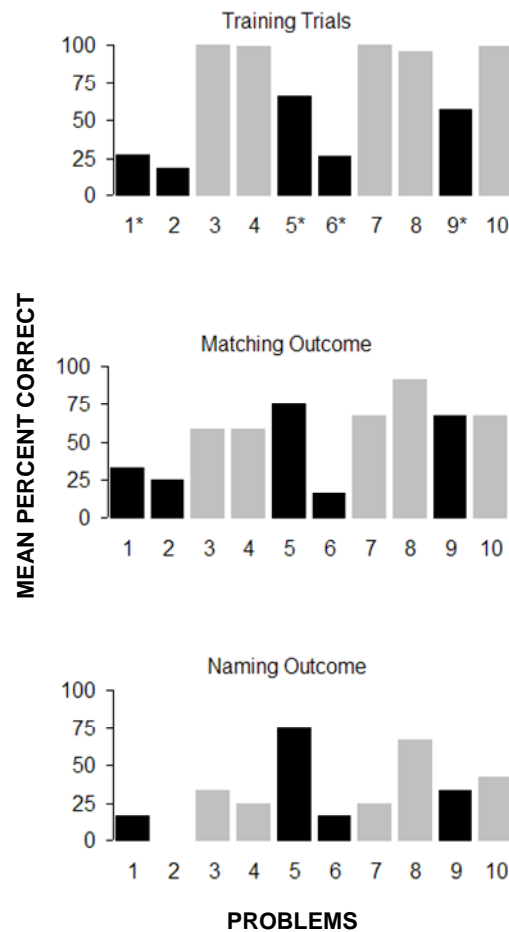 Training Trials
100
75
50
25
0
1* 2 3 4 5* 6* 7 8 9* 10
MEAN PERCENT CORRECT
Matching Outcome
100
75
50
25
0
1 2 3 4 5 6 7 8 9 10
Naming Outcome
100
75
50
25
0
1 2 3 4 5 6 7 8 9 10
PROBLEMS